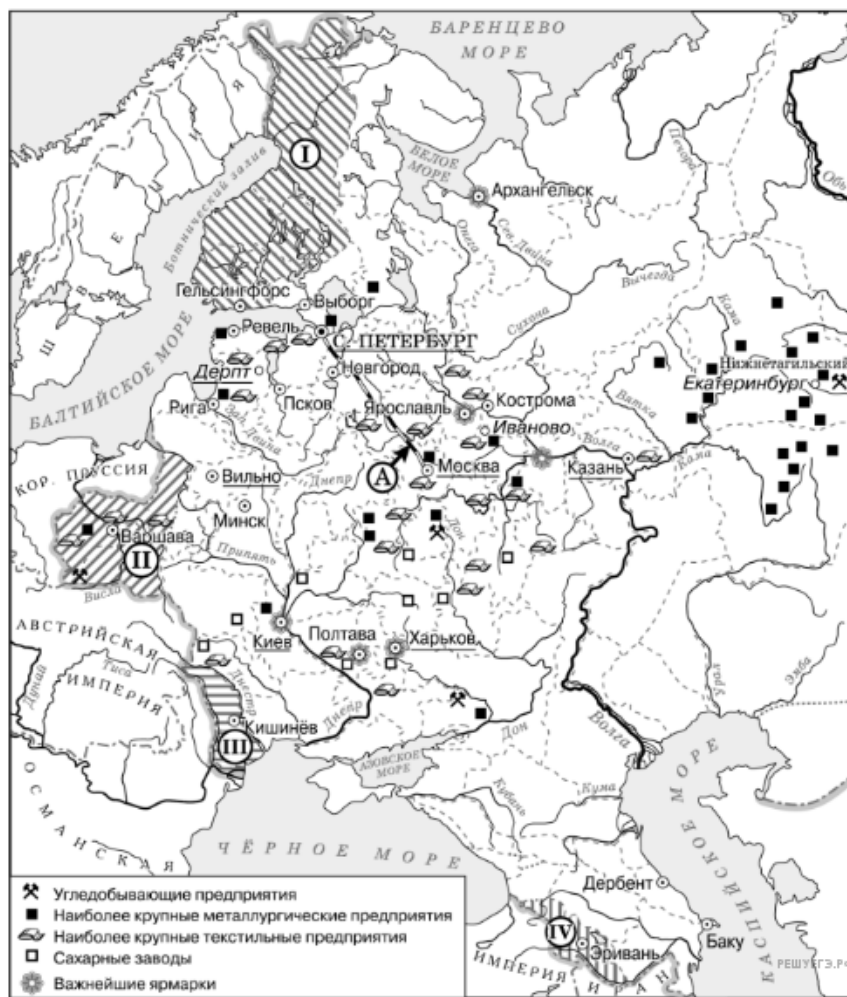 БАРЕНЦЕВО
МОРЕ
I
БЕЛОЕ
МОРЕ
Архангельск
Печора
Обь
Ботнический залив
Онега
Сев. Двина
Вычегда
Сухона
Кама
Ш В Е Ц И Я
Гельсингфорс
Выборг
Ревель
С.-ПЕТЕРБУРГ
Новгород
Дерпт
Псков
БАЛТИЙСКОЕ МОРЕ
Рига
Зап. Двина
Ярославль
Кострома
Иваново
Вятка
Волга
Нижнетагильский
Екатеринбург
КОР. ПРУССИЯ
Вильно
Днепр
А
Москва
Казань
Кама
Минск
Варшава
II
Дон
Припять
Висла
Киев
Полтава
Харьков
АВСТРИЙСКАЯ
ИМПЕРИЯ
Тиса
Дунай
Днестр
Днепр
Кишинёв
III
Дон
Волга
Урал
Эмба
АЗОВСКОЕ
МОРЕ
Кубань
Кума
ОСМАНСКАЯ
ЧЁРНОЕ МОРЕ
КАСПИЙСКОЕ МОРЕ
Дербент
IV
Эривань
Баку
ИМПЕРИЯ
ИРАН
Угледобывающие предприятия
Наиболее крупные металлургические предприятия
Наиболее крупные текстильные предприятия
Сахарные заводы
Важнейшие ярмарки
РЕШУЕГЭ.РФ